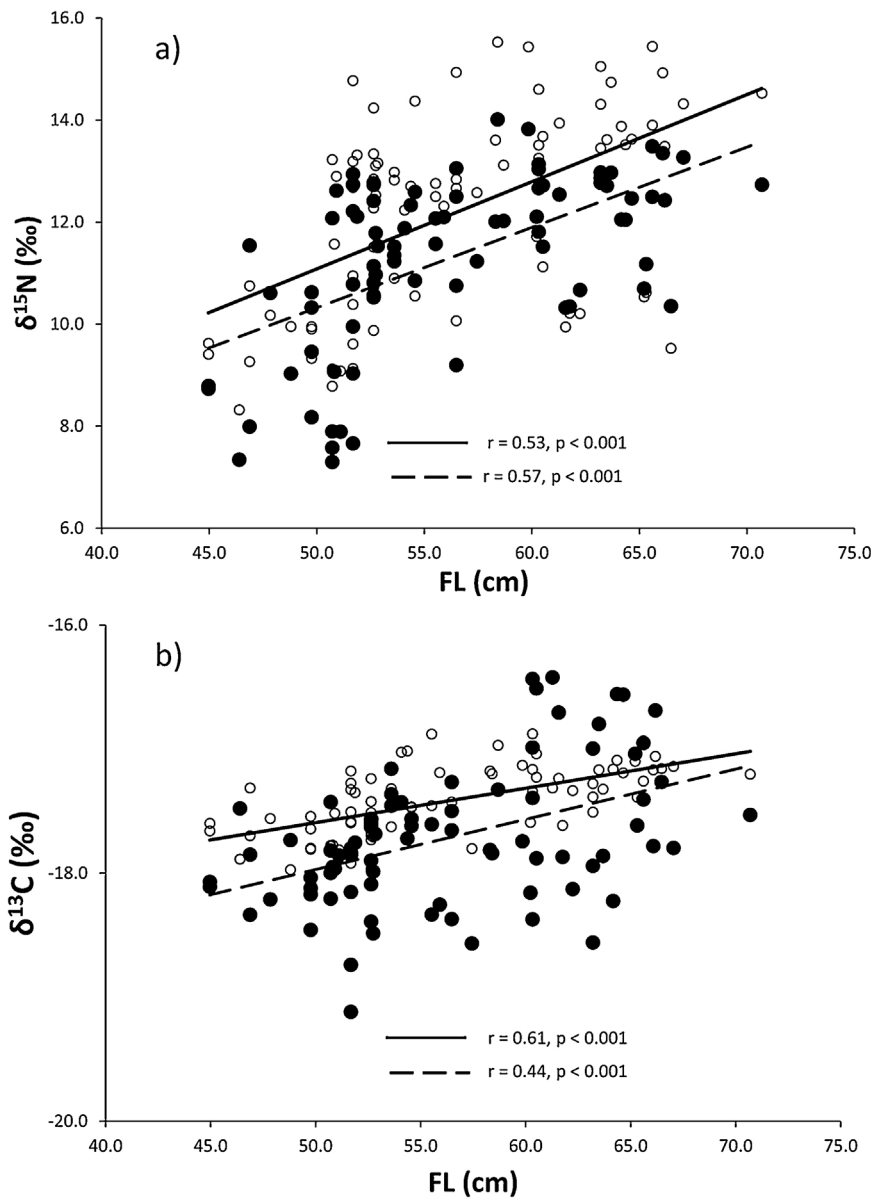 16.0
a)
14.0
12.0
δ15N (‰)
10.0
8.0
r = 0.53, p < 0.001
r = 0.57, p < 0.001
6.0
40.0 45.0 50.0 55.0 60.0 65.0 70.0 75.0
FL (cm)
-16.0
b)
δ13C (‰)
-18.0
r = 0.61, p < 0.001
r = 0.44, p < 0.001
-20.0
40.0 45.0 50.0 55.0 60.0 65.0 70.0 75.0
FL (cm)